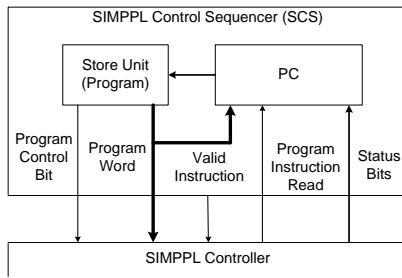 SIMPPL Control Sequencer (SCS)
Store Unit
(Program)
PC
Program
Control
Bit
Program
Word
Valid
Instruction
Program
Instruction
Read
Status
Bits
SIMPPL Controller